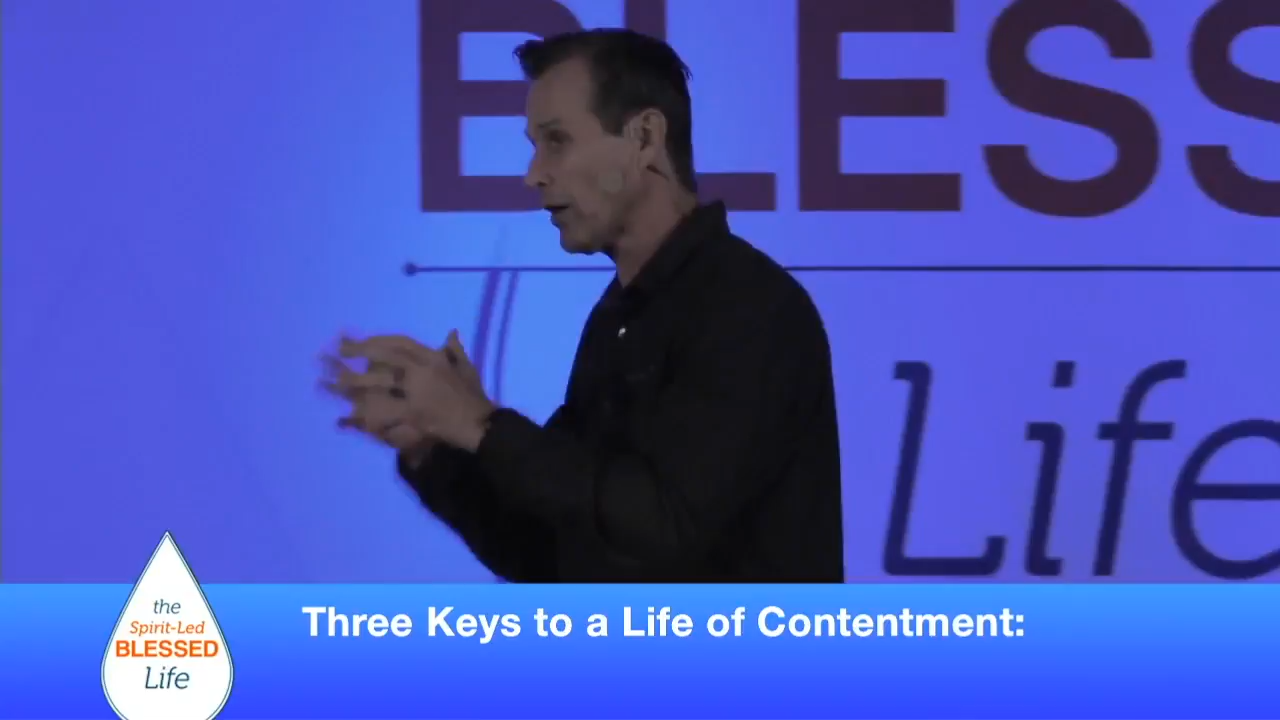 BLESS
Life
the
Spirit-Led
BLESSED
Life
Three Keys to a Life of Contentment: